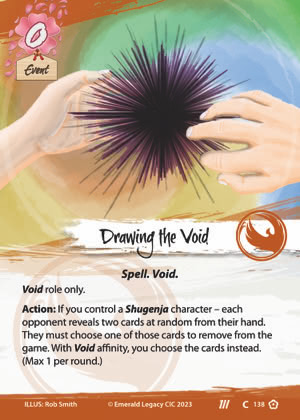 0
Event
Drawing the Void
Spell. Void.
Void role only.
Action: If you control a Shugenja character – each
opponent reveals two cards at random from their hand.
They must choose one of those cards to remove from the
game. With Void affinity, you choose the cards instead.
(Max 1 per round.)
ILLUS: Rob Smith
© Emerald Legacy CIC 2023
C 138